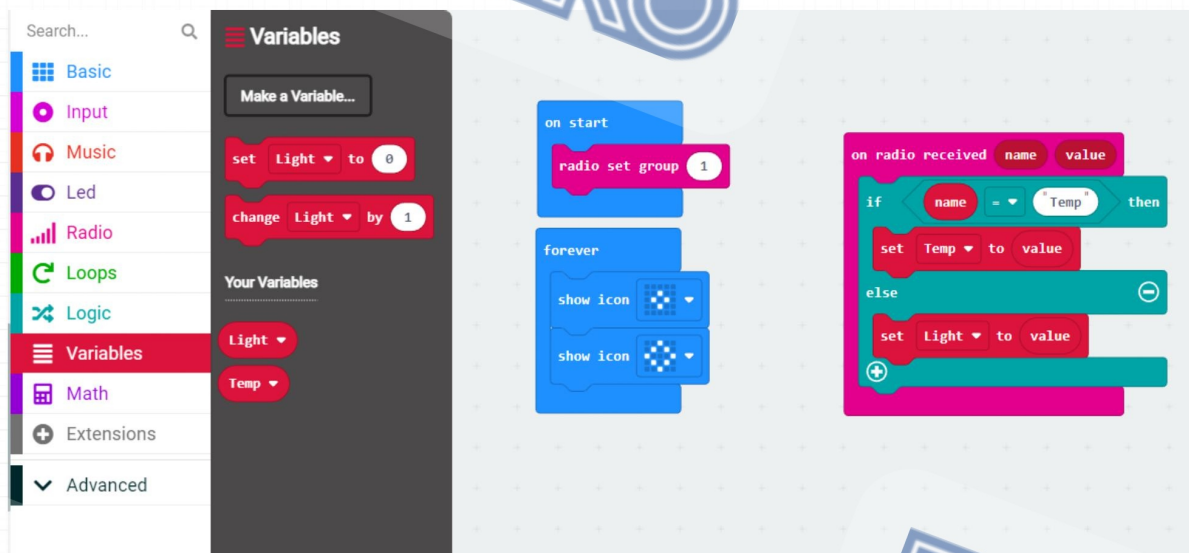 Search...
Basic
Input
Music
Led
Radio
Loops
Logic
Variables
Math
Extensions
Advanced
Variables
Make a Variable...
set Light to 0
change Light by 1
Your Variables
Light
Temp
on start
radio set group 1
forever
show icon
show icon
on radio received name value
if name = "Temp" then
set Temp to value
else
set Light to value